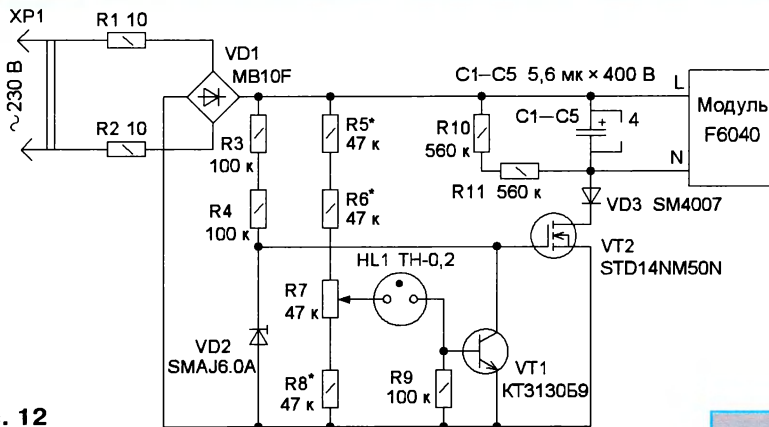 XP1
R1 10
VD1
MB10F
~230 В
R2 10
C1–C5 5,6 мк × 400 В
L
Модуль
F6040
N
R3
100 к
R4
100 к
R5*
47 к
R6*
47 к
R10
560 к
R11 560 к
C1–C5
+
4
VD3 SM4007
VT2
STD14NM50N
HL1 ТН-0,2
R7
47 к
VD2
SMAJ6.0A
R8*
47 к
R9
100 к
VT1
КТ3130Б9
. 12